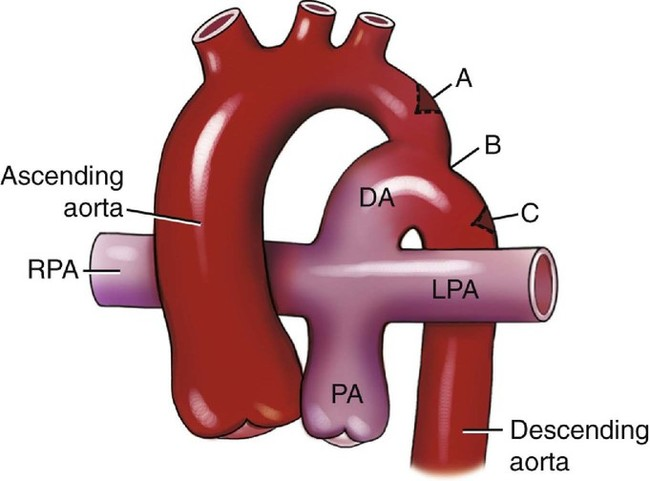 A
B
DA
C
Ascending
aorta
RPA
LPA
PA
Descending
aorta